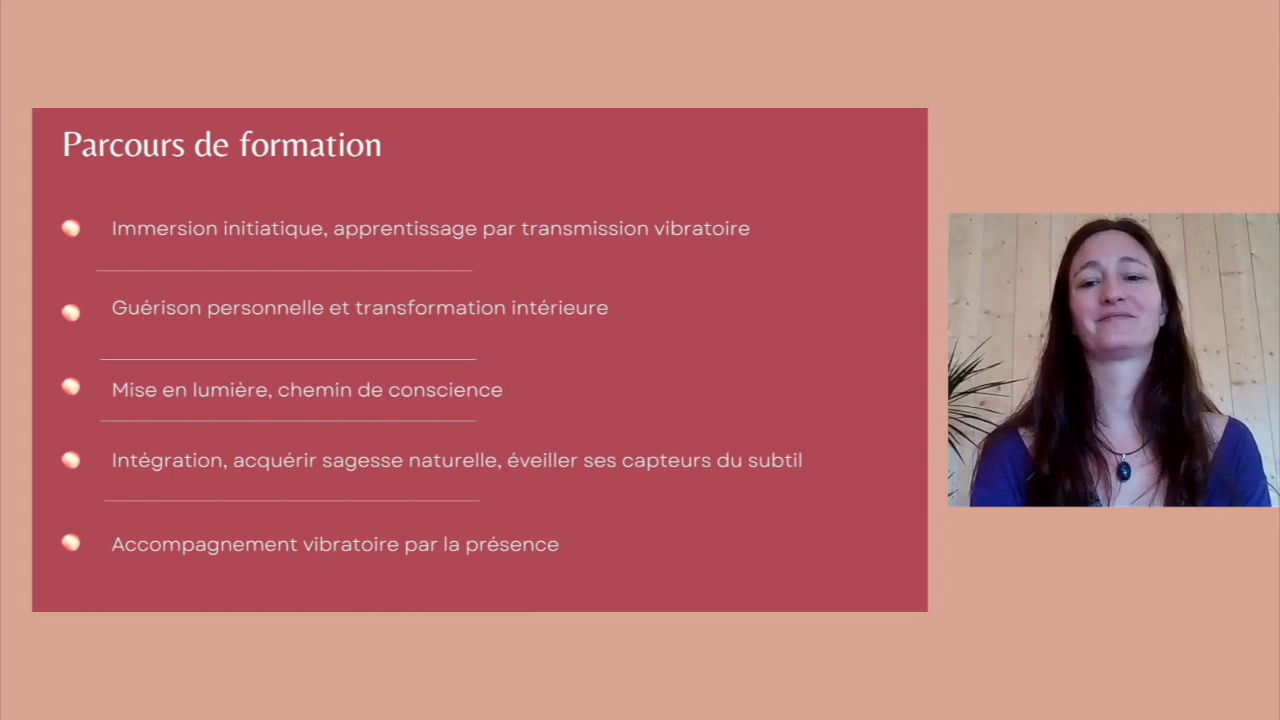 Parcours de formation
Immersion initiatique, apprentissage par transmission vibratoire
Guérison personnelle et transformation intérieure
Mise en lumière, chemin de conscience
Intégration, acquérir sagesse naturelle, éveiller ses capteurs du subtil
Accompagnement vibratoire par la présence